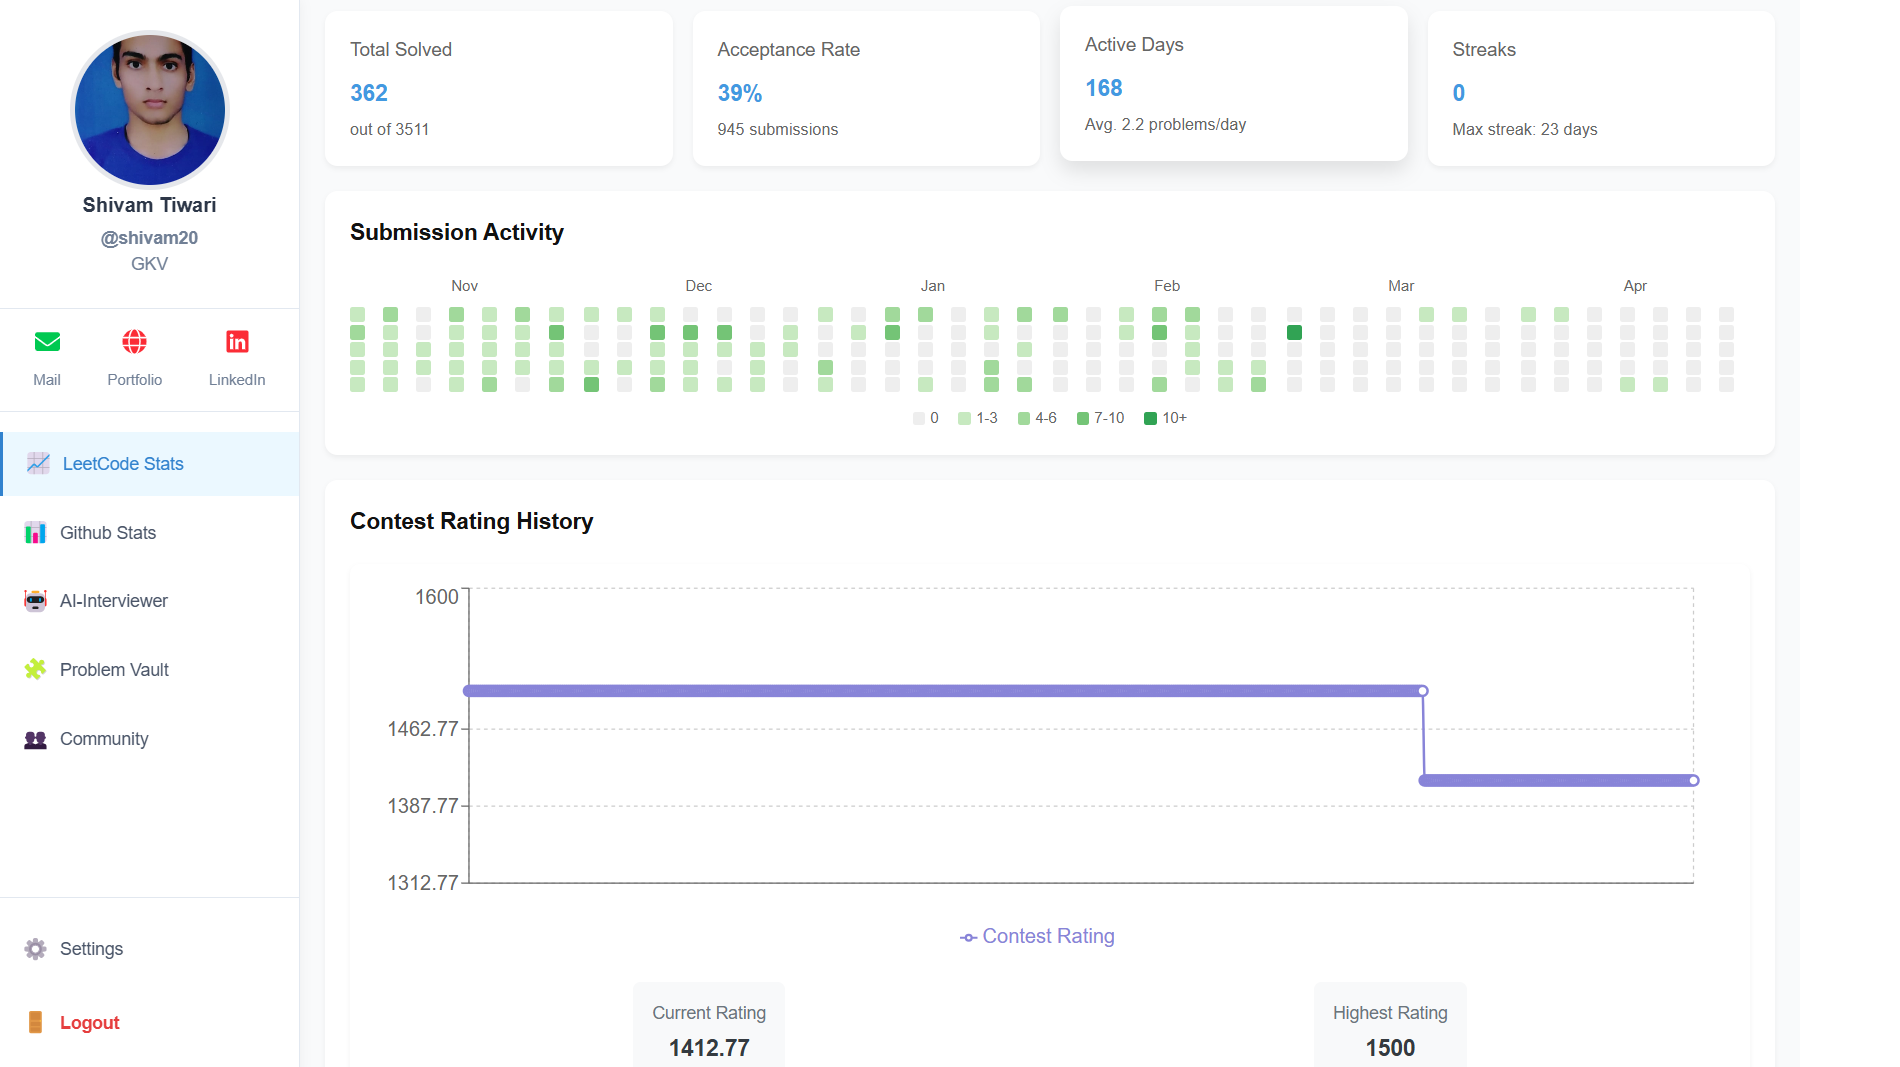 Shivam Tiwari
@shivam20
GKV
Mail
Portfolio
LinkedIn
LeetCode Stats
Github Stats
AI-Interviewer
Problem Vault
Community
Settings
Logout
Total Solved
362
out of 3511
Acceptance Rate
39%
945 submissions
Active Days
168
Avg. 2.2 problems/day
Streaks
0
Max streak: 23 days
Submission Activity
Nov Dec Jan Feb Mar Apr
0 1-3 4-6 7-10 10+
Contest Rating History
1600
1462.77
1387.77
1312.77
Contest Rating
Current Rating
1412.77
Highest Rating
1500